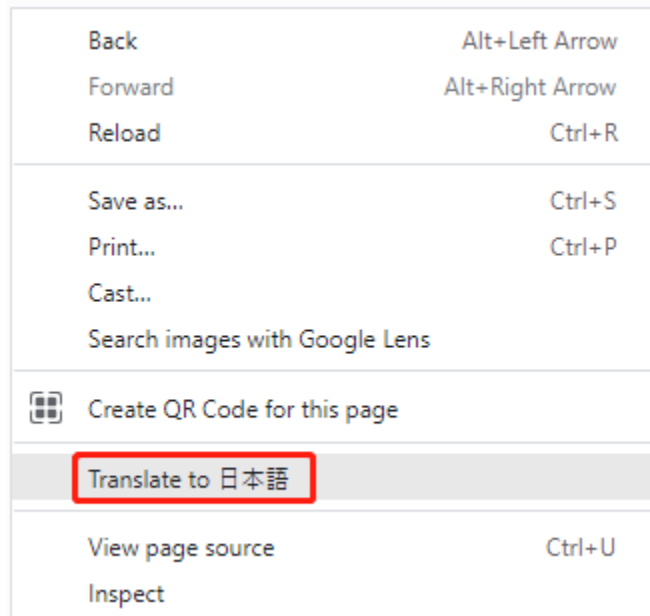 Back Alt+Left Arrow
Forward Alt+Right Arrow
Reload Ctrl+R
Save as... Ctrl+S
Print... Ctrl+P
Cast...
Search images with Google Lens
Create QR Code for this page
Translate to 日本語
View page source Ctrl+U
Inspect